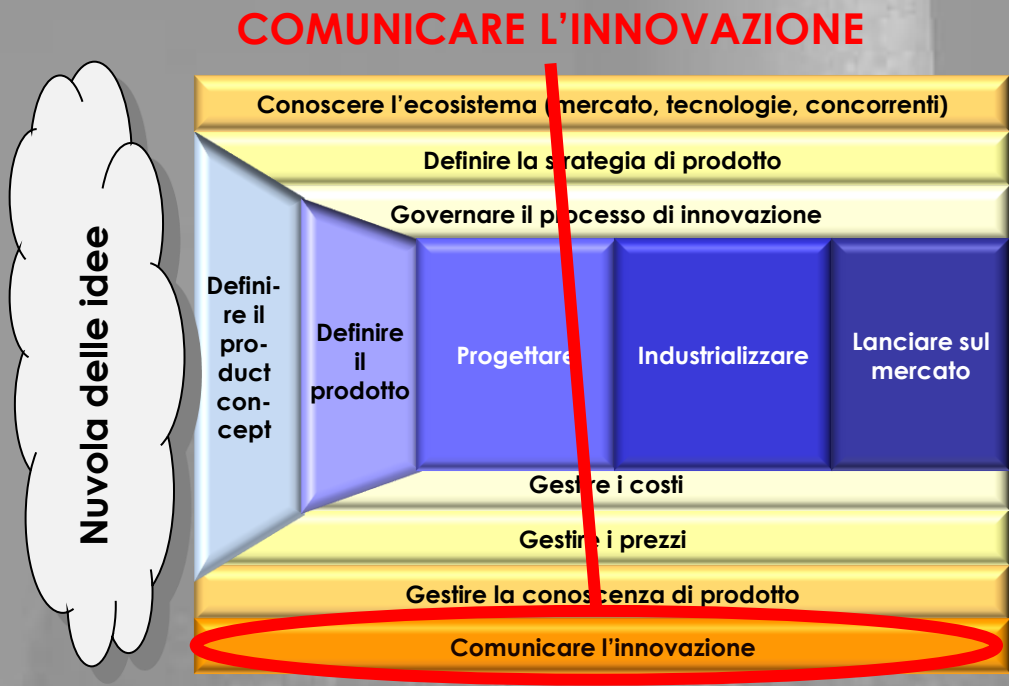 COMUNICARE L’INNOVAZIONE
Conoscere l’ecosistema (mercato, tecnologie, concorrenti)
Definire la strategia di prodotto
Governare il processo di innovazione
Nuvola delle idee
Defini-
re il
pro-
duct
con-
cept
Definire
il
prodotto
Progettare
Industrializzare
Lanciare sul
mercato
Gestire i costi
Gestire i prezzi
Gestire la conoscenza di prodotto
Comunicare l’innovazione